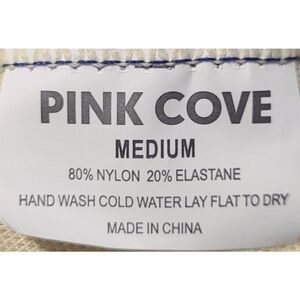 PINK COVE
MEDIUM
80% NYLON 20% ELASTANE
HAND WASH COLD WATER LAY FLAT TO DRY
MADE IN CHINA